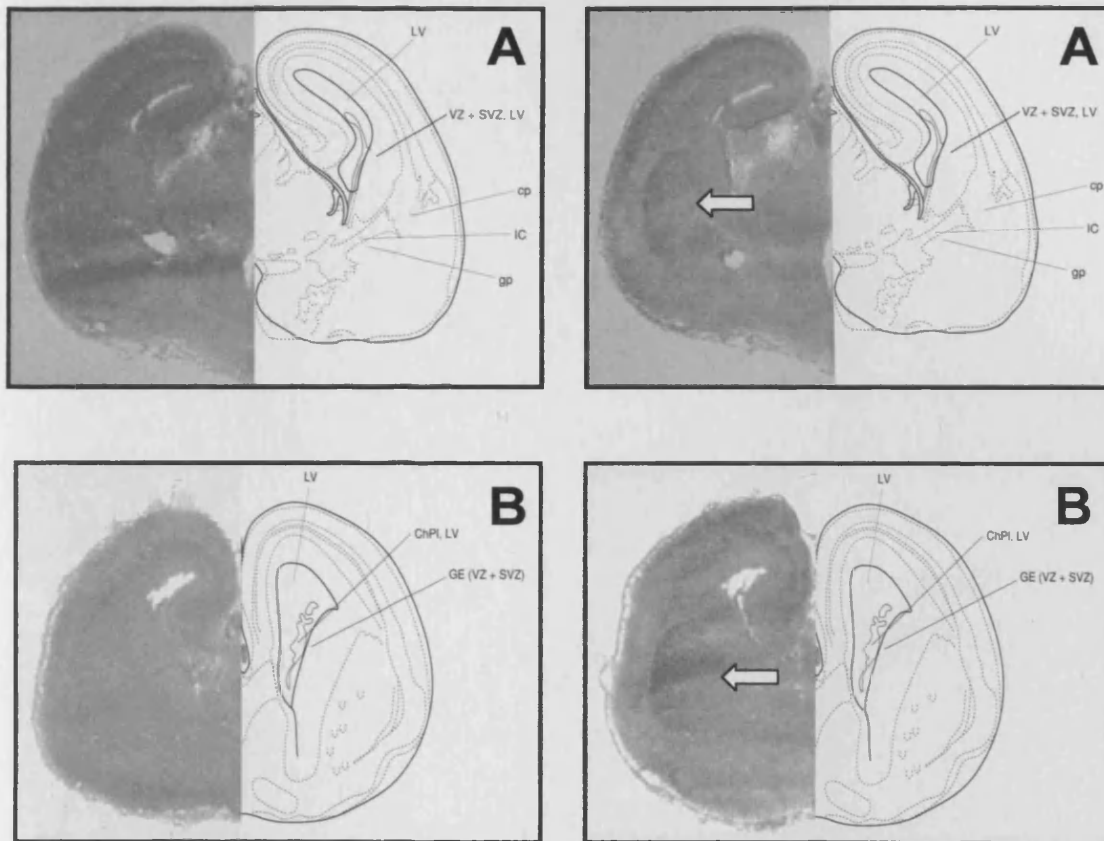 A
LV
VZ + SVZ, LV
cp
IC
gp
A
LV
VZ + SVZ, LV
cp
IC
gp
B
LV
ChPl, LV
GE (VZ + SVZ)
B
LV
ChPl, LV
GE (VZ + SVZ)